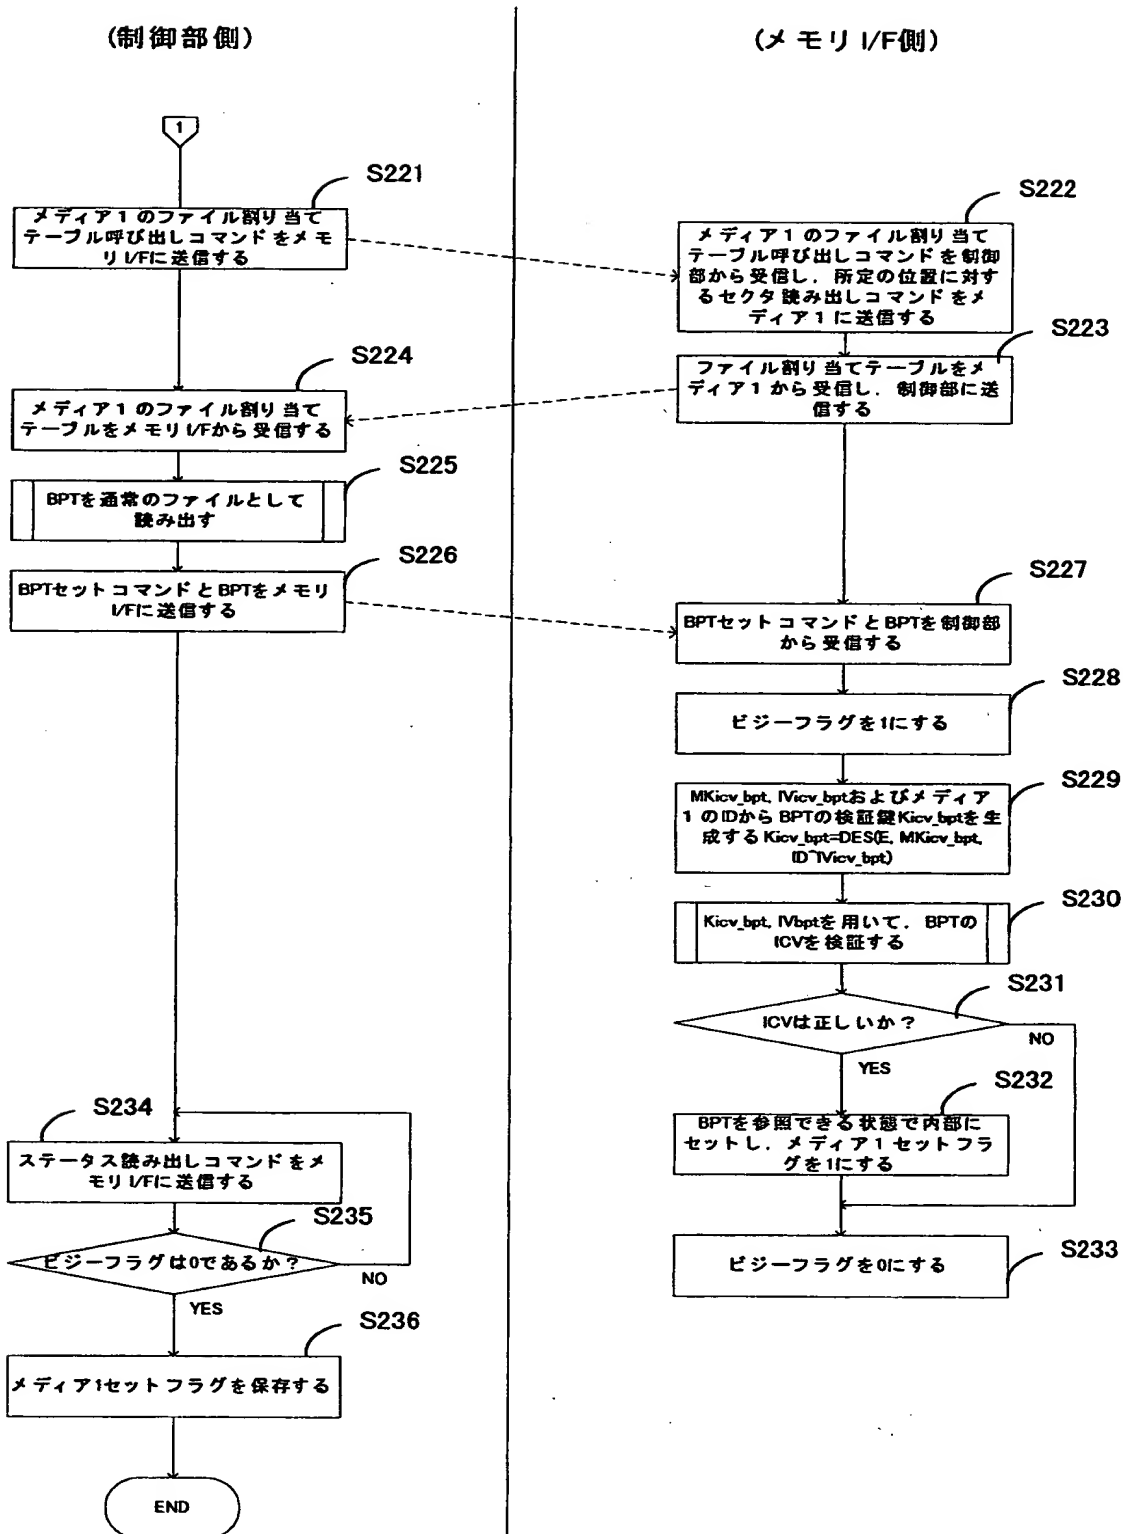 (制御部側)
(メモリ I/F側)
1
S221
メディア1のファイル割り当て
テーブル呼び出しコマンドをメモ
リI/Fに送信する
S222
メディア1のファイル割り当て
テーブル呼び出しコマンドを制御
部から受信し、所定の位置に対す
るセクタ読み出しコマンドをメ
ディア1に送信する
S223
ファイル割り当てテーブルをメ
ディア1から受信し、制御部に送
信する
S224
メディア1のファイル割り当て
テーブルをメモリI/Fから受信する
S225
BPTを通常のファイルとして
読み出す
S226
BPTセットコマンドとBPTをメモリ
I/Fに送信する
S227
BPTセットコマンドとBPTを制御部
から受信する
S228
ビジーフラグを1にする
S229
MKicv_bpt, IVicv_bptおよびメディア
1のIDからBPTの検証鍵Kicv_bptを生
成する Kicv_bpt=DES(E, MKicv_bpt,
ID^IVicv_bpt)
S230
Kicv_bpt, IVbptを用いて、BPTの
ICVを検証する
S231
ICVは正しいか?
NO
YES
S232
BPTを参照できる状態で内部に
セットし、メディア1セットフラ
グを1にする
S233
ビジーフラグを0にする
S234
ステータス読み出しコマンドをメ
モリI/Fに送信する
S235
ビジーフラグは0であるか?
NO
YES
S236
メディア1セットフラグを保存する
END